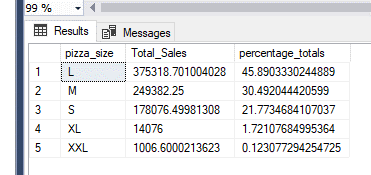 99 %
Results Messages
pizza_size Total_Sales percentage_totals
1 L 375318.701004028 45.8903330244889
2 M 249382.25 30.492044420599
3 S 178076.49981308 21.7734684107037
4 XL 14076 1.72107684995364
5 XXL 1006.6000213623 0.123077294254725